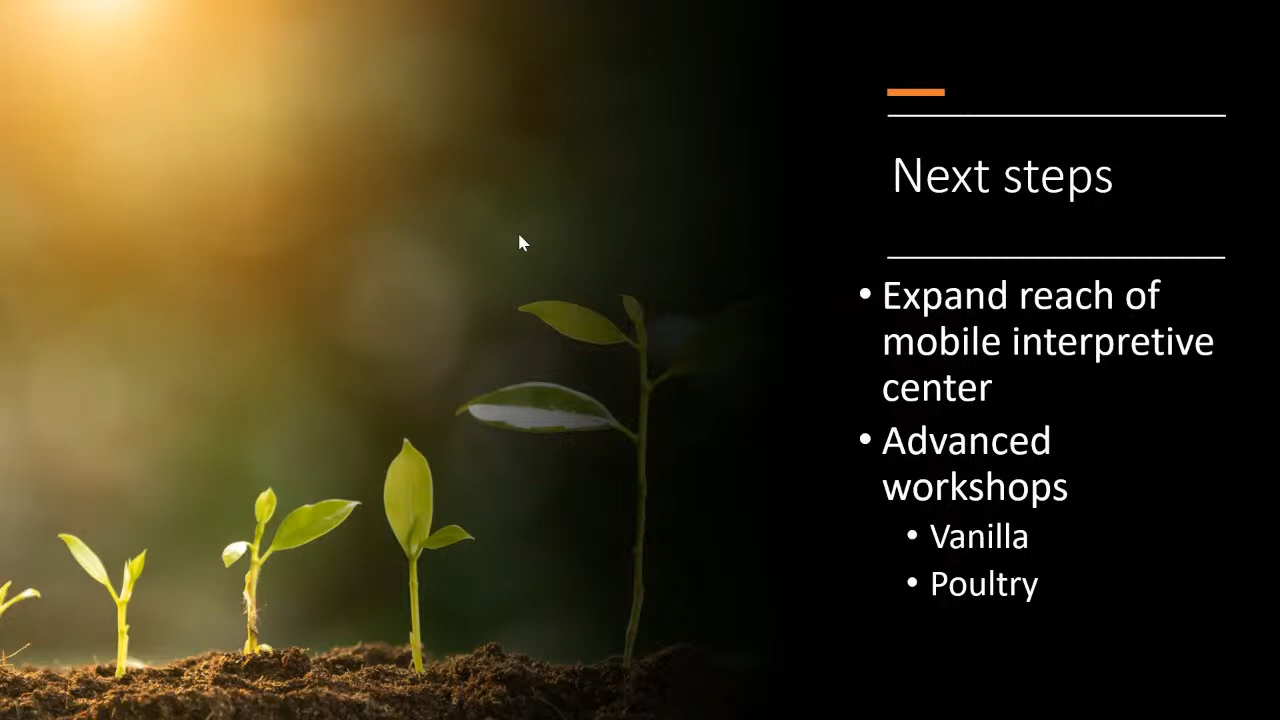 Next steps
• Expand reach of
mobile interpretive
center
• Advanced
workshops
• Vanilla
• Poultry